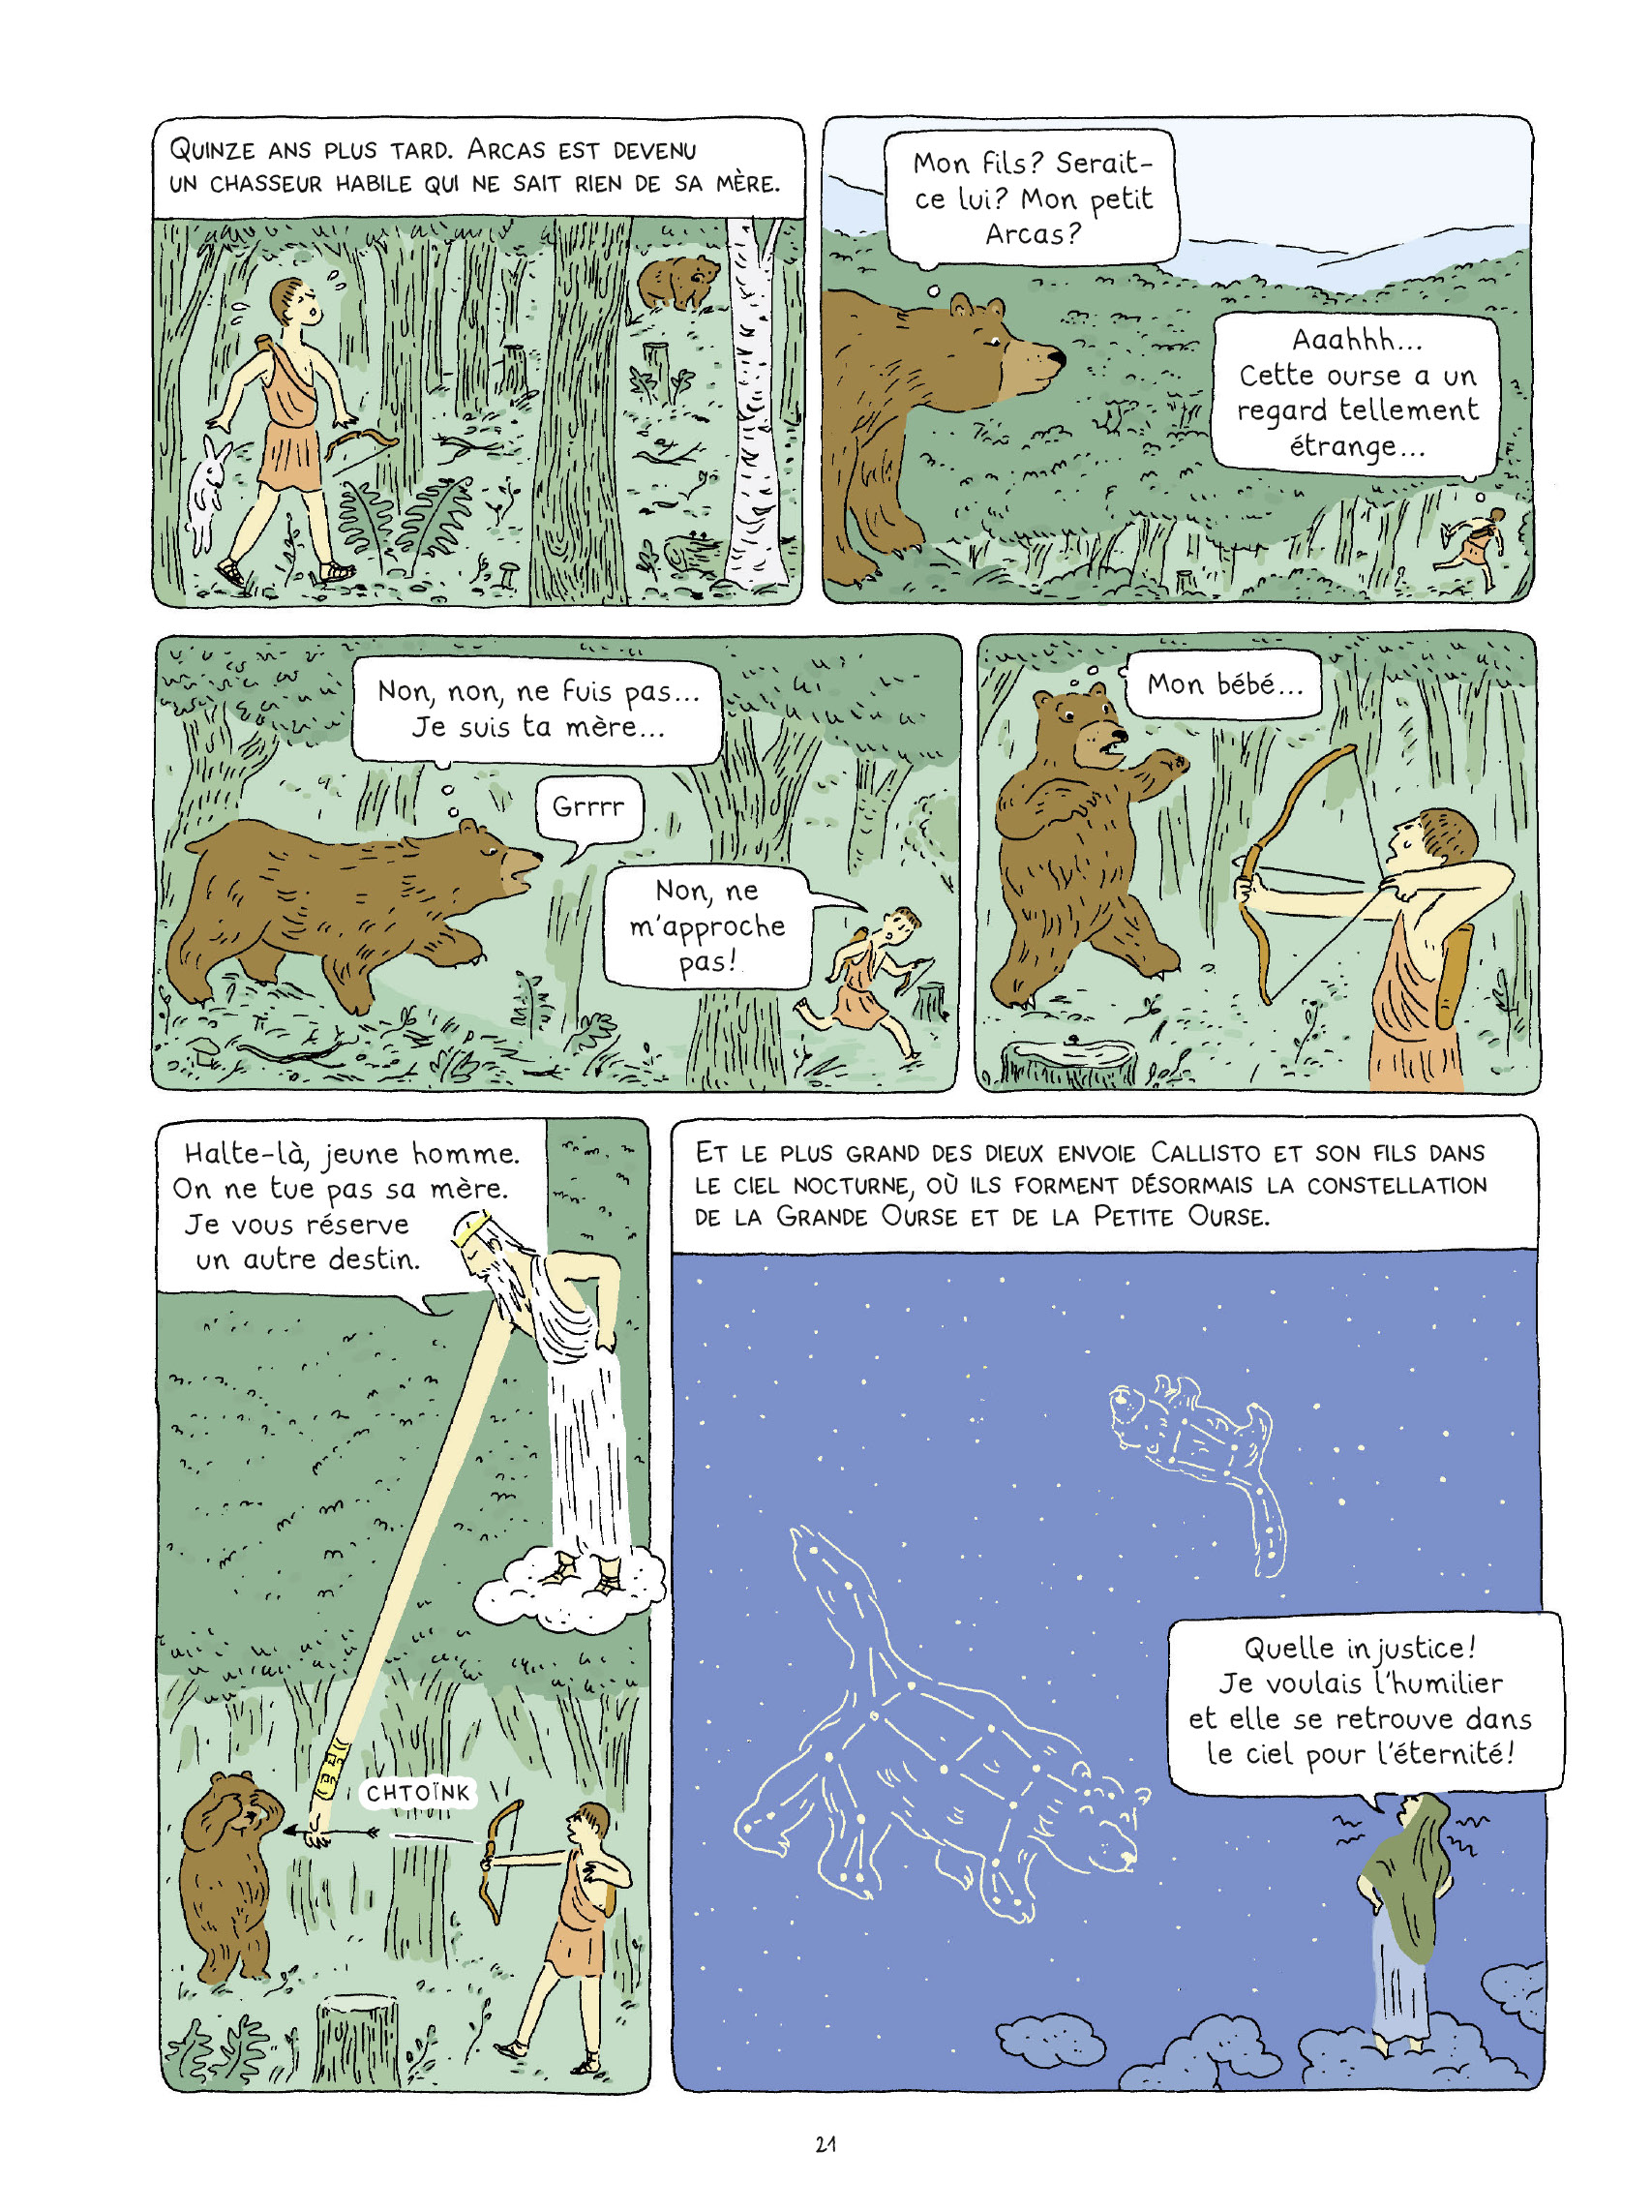 Quinze ans plus tard. Arcas est devenu
un chasseur habile qui ne sait rien de sa mère.
Mon fils? Serait-
ce lui? Mon petit
Arcas?
Aaahhh...
Cette ourse a un
regard tellement
étrange...
Non, non, ne fuis pas...
Je suis ta mère...
Grrrr
Non, ne
m'approche
pas!
Mon bébé...
Halte-là, jeune homme.
On ne tue pas sa mère.
Je vous réserve
un autre destin.
CHTOÏNK
Et le plus grand des dieux envoie Callisto et son fils dans
le ciel nocturne, où ils forment désormais la constellation
de la Grande Ourse et de la Petite Ourse.
Quelle injustice!
Je voulais l'humilier
et elle se retrouve dans
le ciel pour l'éternité!
21